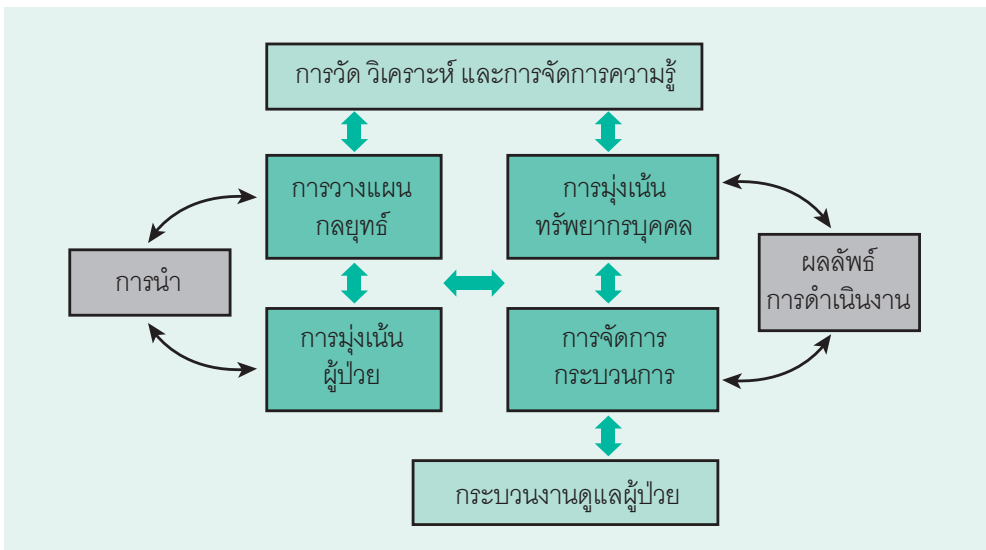 การวัด วิเคราะห์ และการจัดการความรู้
การวางแผน
กลยุทธ์
การมุ่งเน้น
ทรัพยากรบุคคล
การนำ
ผลลัพธ์
การดำเนินงาน
การมุ่งเน้น
ผู้ป่วย
การจัดการ
กระบวนการ
กระบวนงานดูแลผู้ป่วย